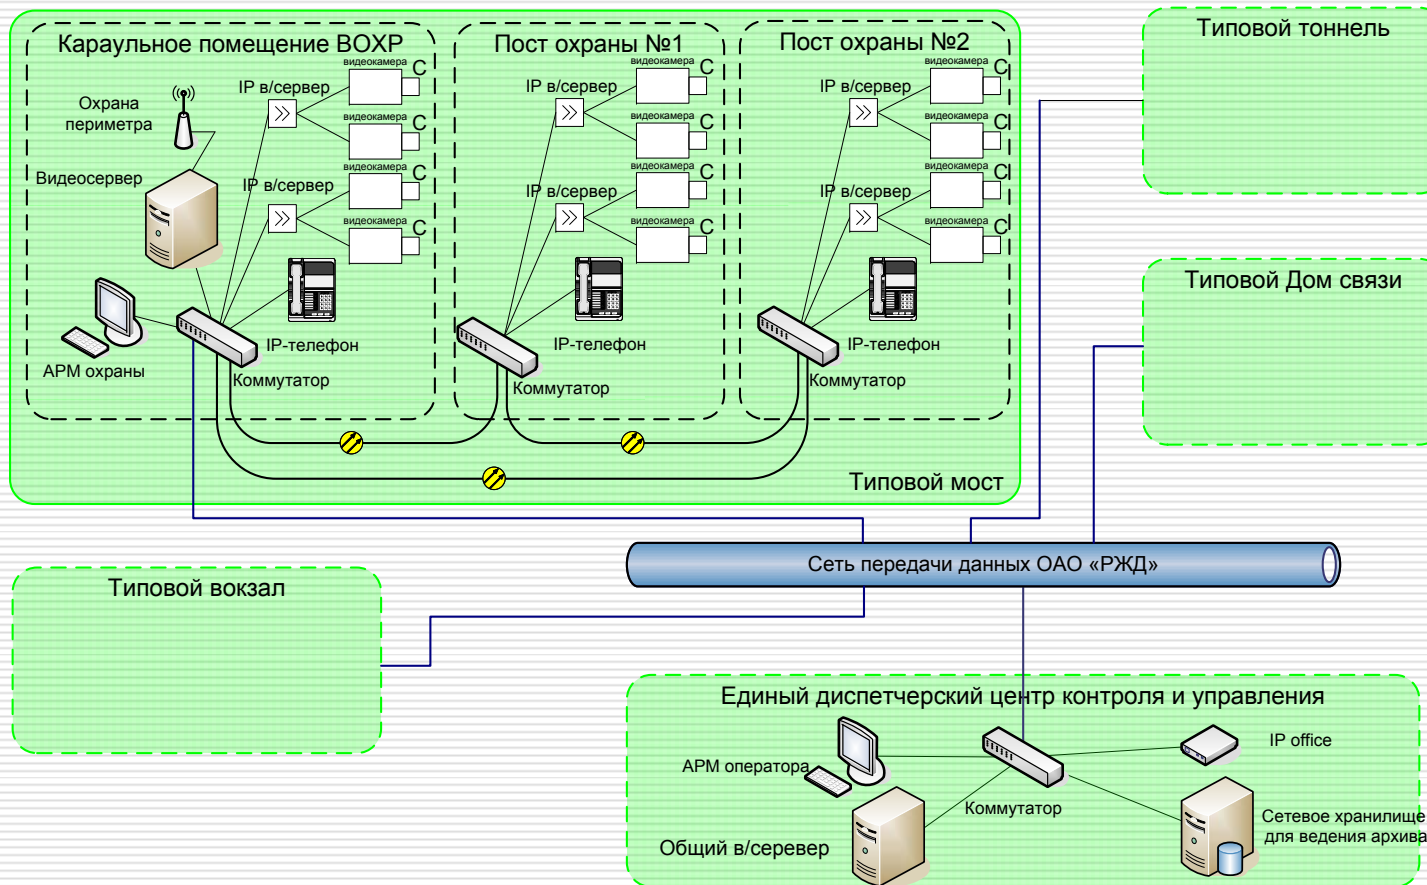 Караульное помещение ВОХР
видеокамера
С
IP в/сервер
Охрана
периметра
видеокамера
С
Видеосервер
видеокамера
С
IP в/сервер
видеокамера
С
АРМ охраны
IP-телефон
Коммутатор
Пост охраны №1
видеокамера
С
IP в/сервер
видеокамера
С
видеокамера
С
IP в/сервер
видеокамера
С
IP-телефон
Коммутатор
Пост охраны №2
видеокамера
С
IP в/сервер
видеокамера
С
видеокамера
С
IP в/сервер
видеокамера
С
IP-телефон
Коммутатор
Типовой мост
Типовой тоннель
Типовой Дом связи
Сеть передачи данных ОАО «РЖД»
Типовой вокзал
Единый диспетчерский центр контроля и управления
АРМ оператора
IP office
Коммутатор
Общий в/серевер
Сетевое хранилище
для ведения архива